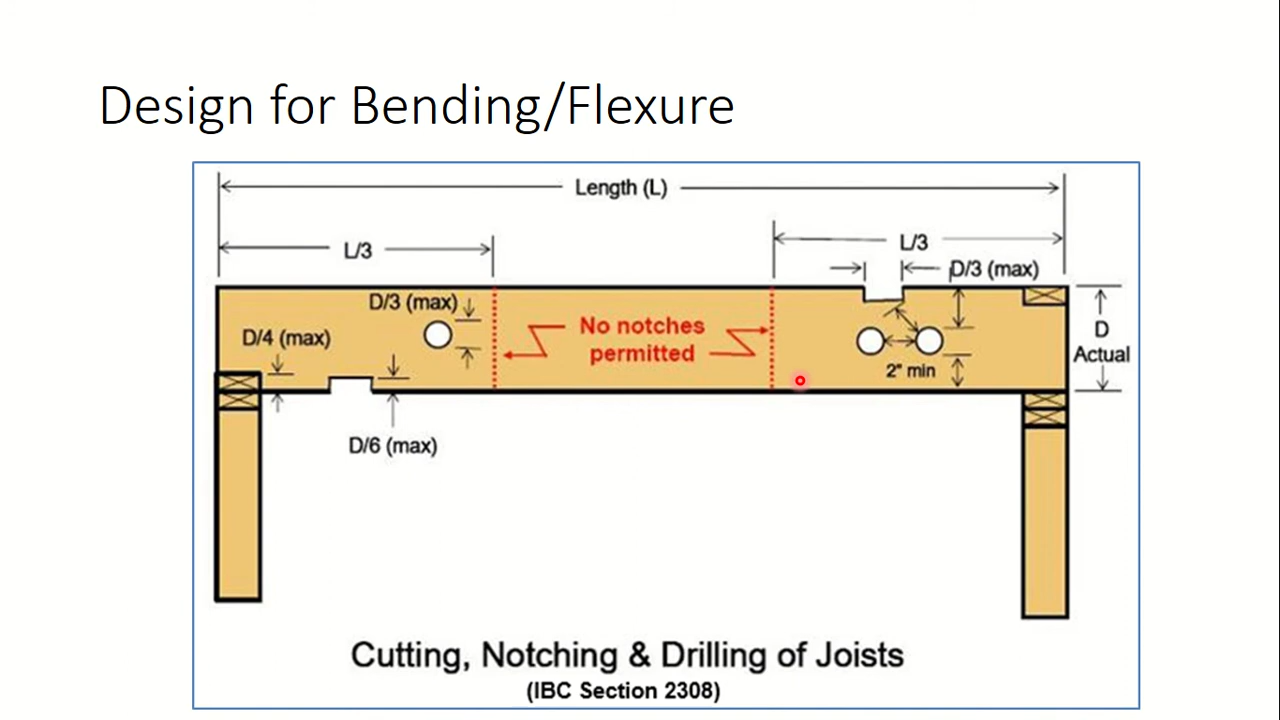 Design for Bending/Flexure
Length (L)
L/3
L/3
D/3 (max)
D/3 (max)
D/4 (max)
No notches
permitted
D
Actual
2" min
D/6 (max)
Cutting, Notching & Drilling of Joists
(IBC Section 2308)